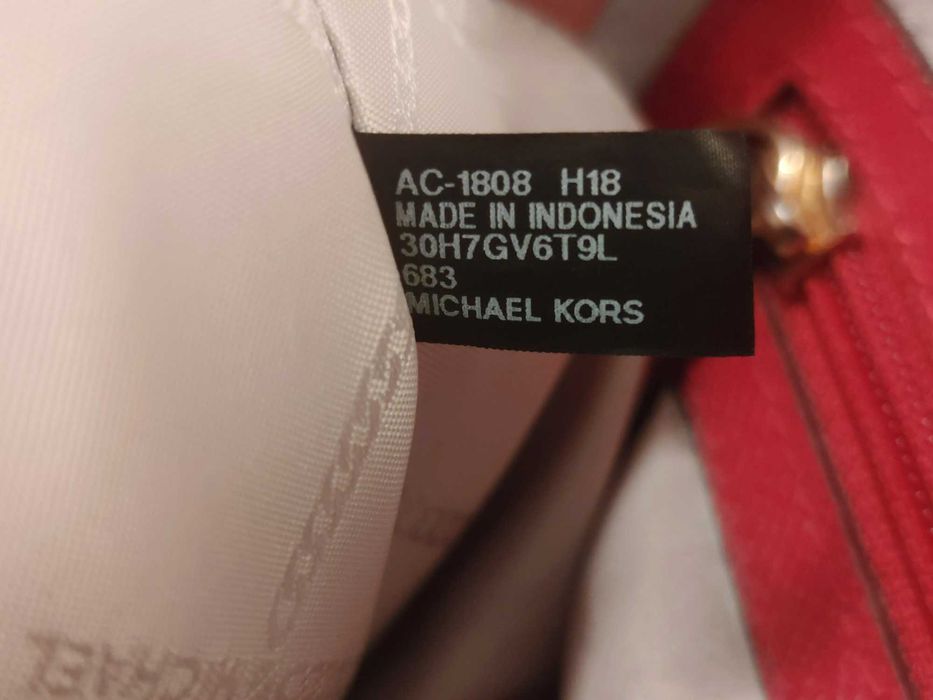 AC-1808 H18
MADE IN INDONESIA
30H7GV6T9L
683
MICHAEL KORS